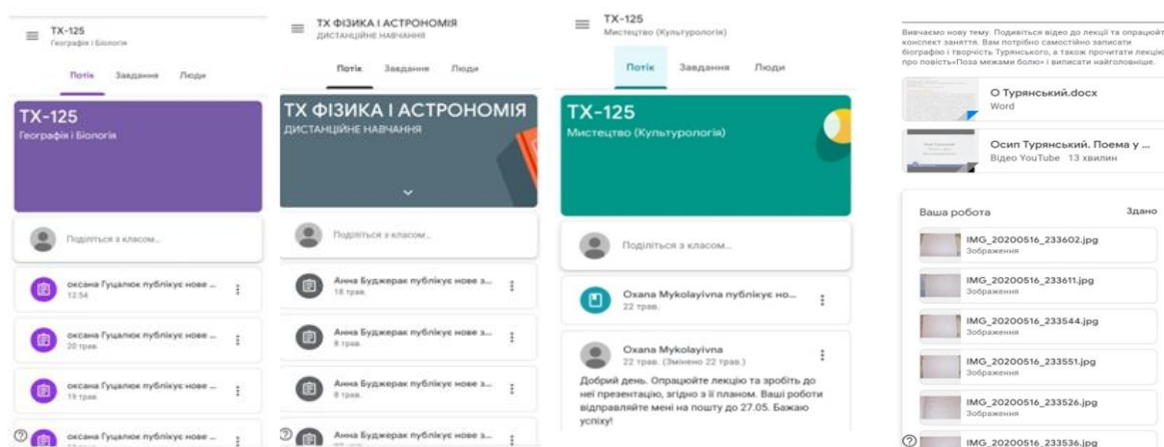 TX-125
Географія і Біологія
Потік Завдання Люди
TX-125
Географія і Біологія
Поділіться з класом...
оксана Гуцалюк публікує нове ...
12:54
оксана Гуцалюк публікує нове ...
20 трав.
оксана Гуцалюк публікує нове ...
19 трав.
оксана Гуцалюк публікує нове ...
ТХ ФІЗИКА І АСТРОНОМІЯ
ДИСТАНЦІЙНЕ НАВЧАННЯ
Потік Завдання Люди
ТХ ФІЗИКА І АСТРОНОМІЯ
ДИСТАНЦІЙНЕ НАВЧАННЯ
Поділіться з класом...
Анна Буджерак публікує нове з...
18 трав.
Анна Буджерак публікує нове з...
8 трав.
Анна Буджерак публікує нове з...
8 трав.
Анна Буджерак публікує нове з...
TX-125
Мистецтво (Культурологія)
Потік Завдання Люди
TX-125
Мистецтво (Культурологія)
Поділіться з класом...
Oxana Mykolayivna публікує но...
22 трав.
Oxana Mykolayivna
22 трав. (Змінено 22 трав.)
Добрий день. Опрацюйте лекцію та зробіть до
неї презентацію, згідно з її планом. Ваші роботи
відправляйте мені на пошту до 27.05. Бажаю
успіху!
Вивчаємо нову тему. Подивіться відео до лекції та опрацюйт
конспект заняття. Вам потрібно самостійно записати
біографію і творчість Турянського, а також прочитати лекцію
про повість«Поза межами болю» і виписати найголовніше.
О Турянський.docx
Word
Осип Турянський. Поема у ...
Відео YouTube 13 хвилин
Ваша робота Здано
IMG_20200516_233602.jpg
Зображення
IMG_20200516_233611.jpg
Зображення
IMG_20200516_233544.jpg
Зображення
IMG_20200516_233551.jpg
Зображення
IMG_20200516_233526.jpg
Зображення
IMG_20200516_233536.jpg